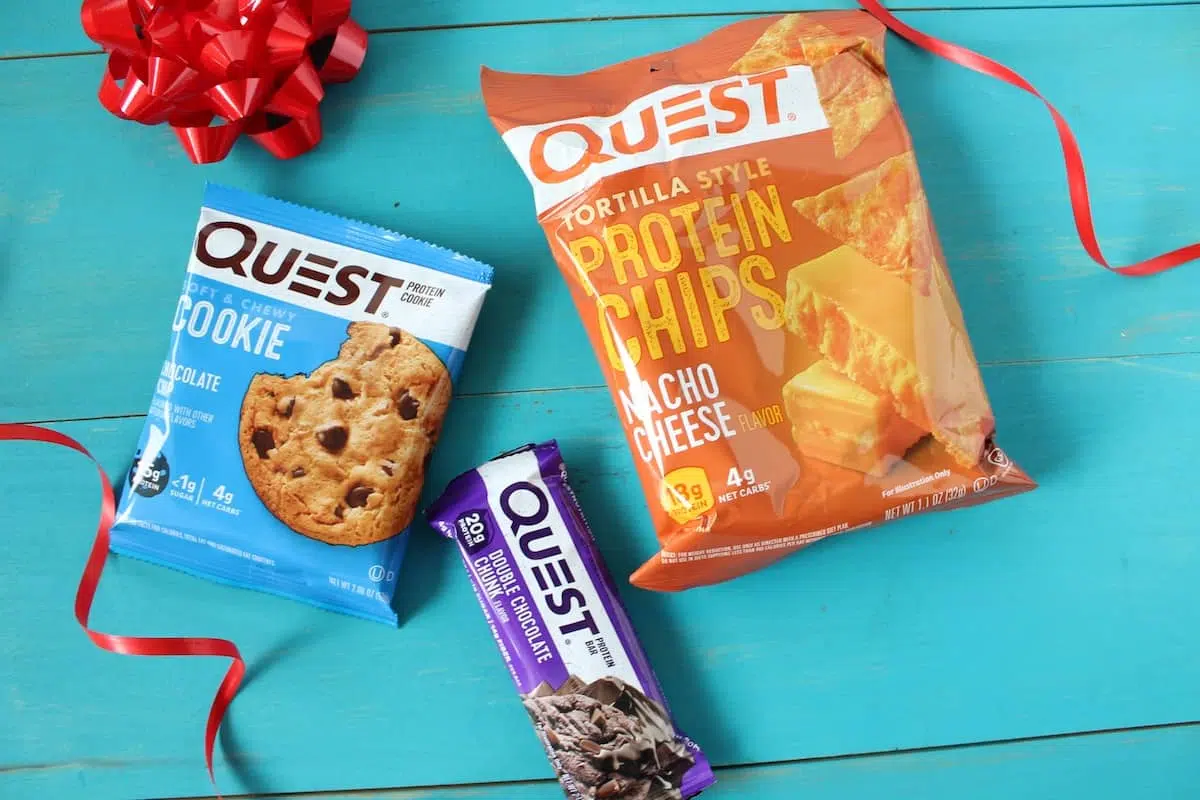 QUEST
PROTEIN
COOKIE
SOFT & CHEWY
COOKIE
CHOCOLATE
<1g
SUGAR
4g
NET CARBS
QUEST
TORTILLA STYLE
PROTEIN
CHIPS
NACHO
CHEESE FLAVOR
18g
PROTEIN
4g
NET CARBS
For Illustration Only
NET WT 1.1 OZ (32g)
20g
PROTEIN
QUEST
PROTEIN
BAR
DOUBLE CHOCOLATE
CHUNK FLAVOR